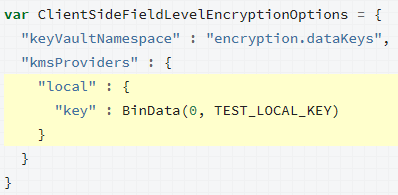 var ClientSideFieldLevelEncryptionOptions = {
  "keyVaultNamespace" : "encryption.dataKeys",
  "kmsProviders" : {
    "local" : {
      "key" : BinData(0, TEST_LOCAL_KEY)
    }
  }
}